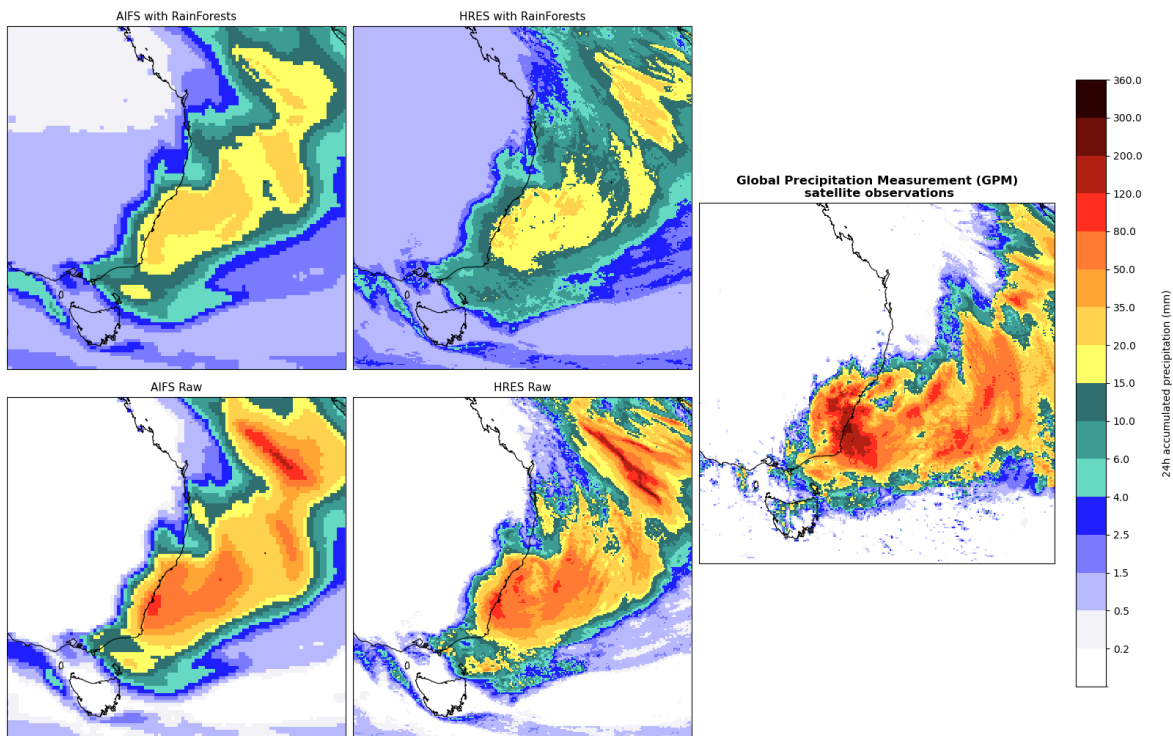 AIFS with RainForests
HRES with RainForests
AIFS Raw
HRES Raw
Global Precipitation Measurement (GPM)
satellite observations
360.0
300.0
200.0
120.0
80.0
50.0
35.0
20.0
15.0
10.0
6.0
4.0
2.5
1.5
0.5
0.2
24h accumulated precipitation (mm)